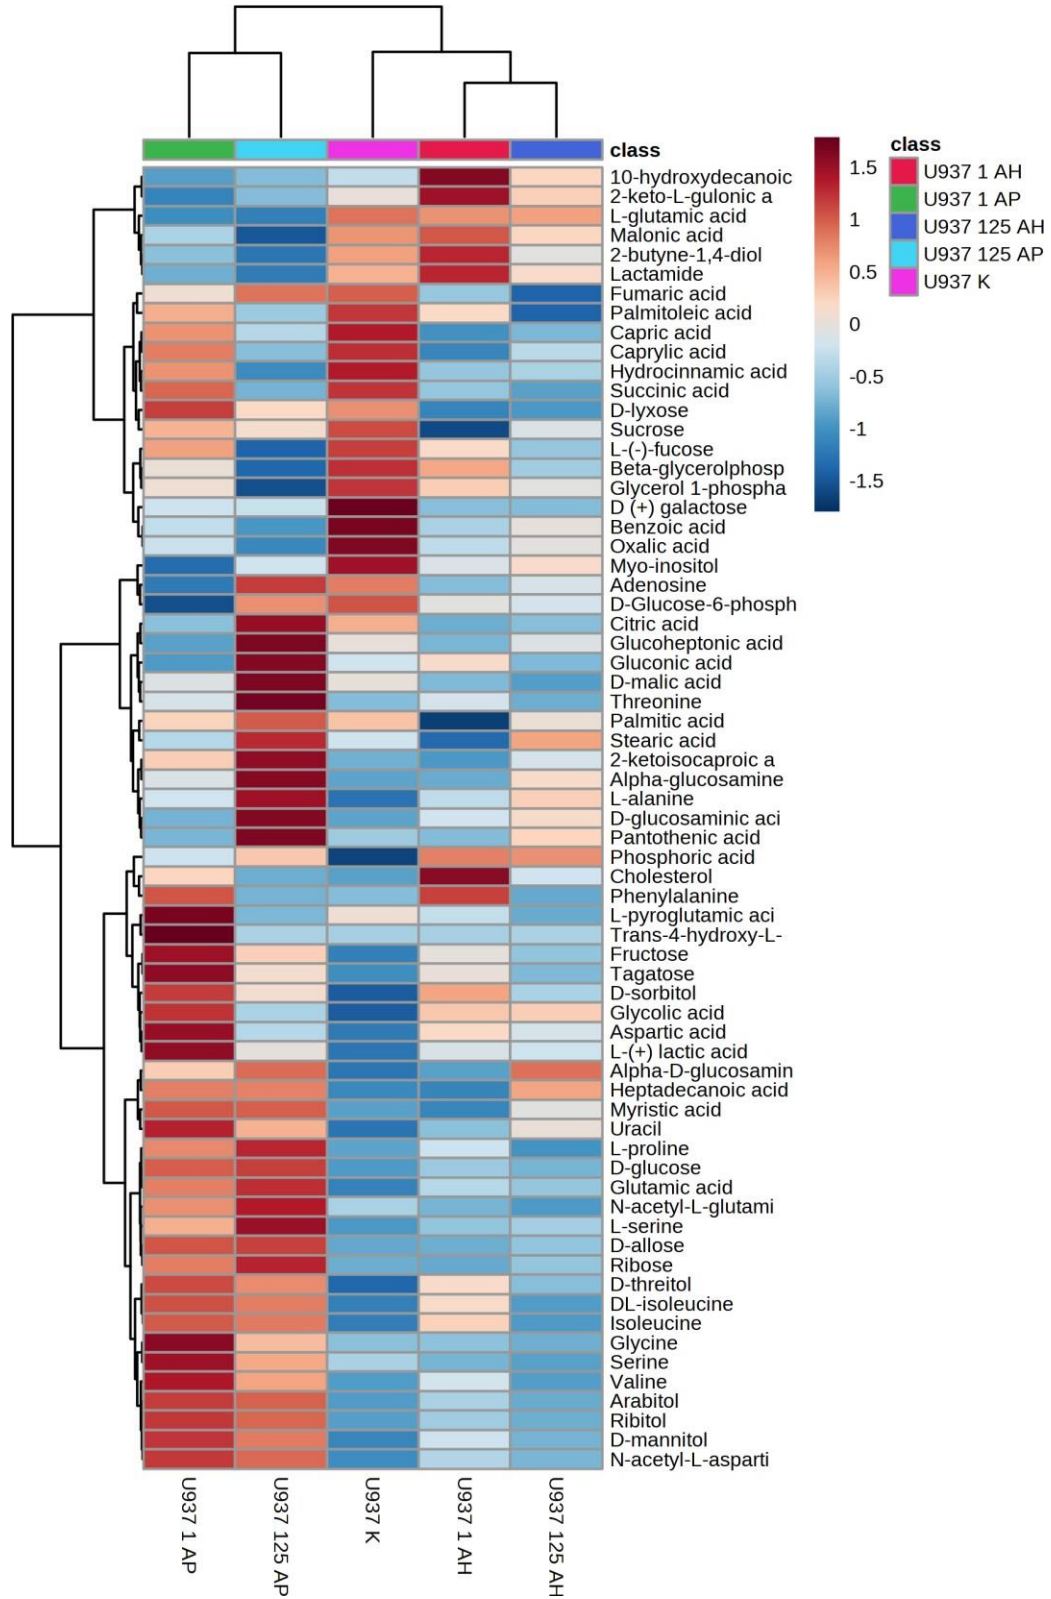 class
10-hydroxydecanoic
2-keto-L-gulonic a
L-glutamic acid
Malonic acid
2-butyne-1,4-diol
Lactamide
Fumaric acid
Palmitoleic acid
Capric acid
Caprylic acid
Hydrocinnamic acid
Succinic acid
D-lyxose
Sucrose
L-(-)-fucose
Beta-glycerolphosp
Glycerol 1-phospha
D (+) galactose
Benzoic acid
Oxalic acid
Myo-inositol
Adenosine
D-Glucose-6-phosph
Citric acid
Glucoheptonic acid
Gluconic acid
D-malic acid
Threonine
Palmitic acid
Stearic acid
2-ketoisocaproic a
Alpha-glucosamine
L-alanine
D-glucosaminic aci
Pantothenic acid
Phosphoric acid
Cholesterol
Phenylalanine
L-pyroglutamic aci
Trans-4-hydroxy-L-
Fructose
Tagatose
D-sorbitol
Glycolic acid
Aspartic acid
L-(+) lactic acid
Alpha-D-glucosamin
Heptadecanoic acid
Myristic acid
Uracil
L-proline
D-glucose
Glutamic acid
N-acetyl-L-glutami
L-serine
D-allose
Ribose
D-threitol
DL-isoleucine
Isoleucine
Glycine
Serine
Valine
Arabitol
Ribitol
D-mannitol
N-acetyl-L-asparti
U937 1 AP
U937 125 AP
U937 K
U937 1 AH
U937 125 AH
1.5
1
0.5
0
-0.5
-1
-1.5
class
U937 1 AH
U937 1 AP
U937 125 AH
U937 125 AP
U937 K